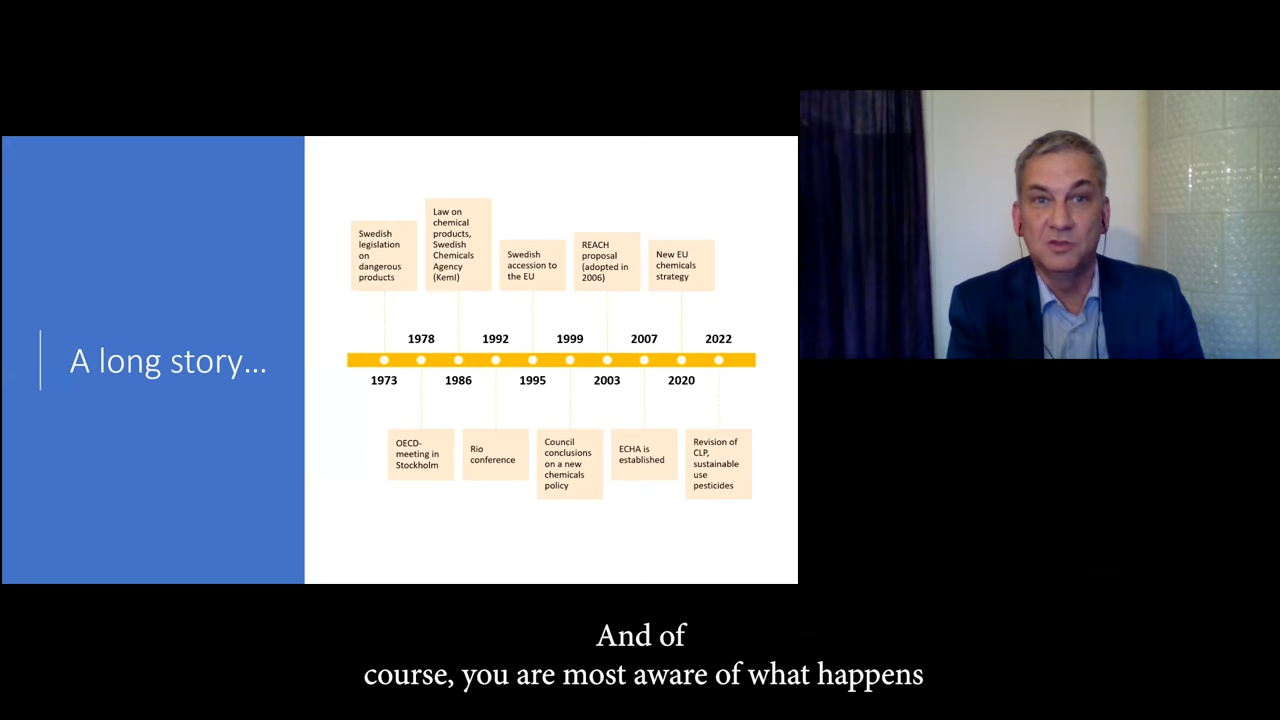 A long story...
Swedish
legislation
on
dangerous
products
Law on
chemical
products,
Swedish
Chemicals
Agency
(KemI)
Swedish
accession to
the EU
REACH
proposal
(adopted in
2006)
New EU
chemicals
strategy
1978
1992
1999
2007
2022
1973
1986
1995
2003
2020
OECD-
meeting in
Stockholm
Rio
conference
Council
conclusions
on a new
chemicals
policy
ECHA is
established
Revision of
CLP,
sustainable
use
pesticides
And of
course, you are most aware of what happens